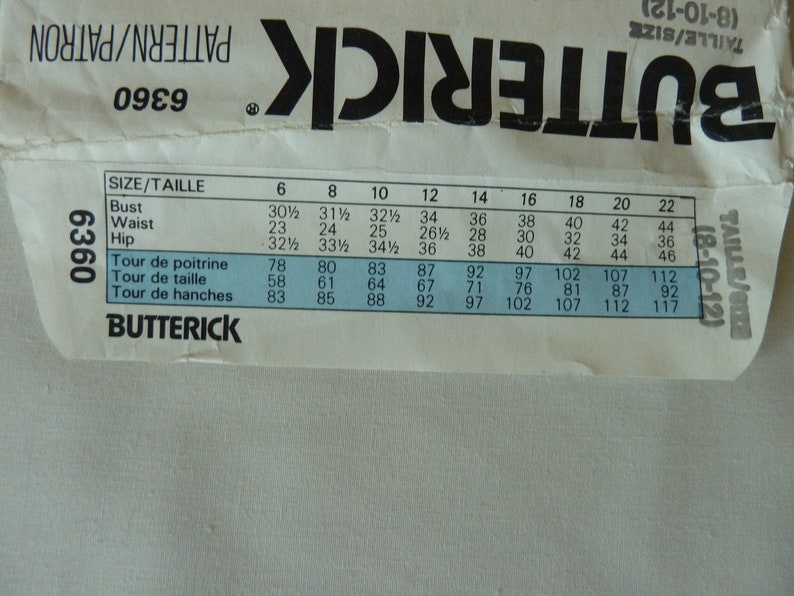 BUTTERICK®
6360
PATTERN/PATRON
TAILLE/SIZE
(8-10-12)
6360
SIZE/TAILLE 6 8 10 12 14 16 18 20 22
Bust 30½ 31½ 32½ 34 36 38 40 42 44
Waist 23 24 25 26½ 28 30 32 34 36
Hip 32½ 33½ 34½ 36 38 40 42 44 46
Tour de poitrine 78 80 83 87 92 97 102 107 112
Tour de taille 58 61 64 67 71 76 81 87 92
Tour de hanches 83 85 88 92 97 102 107 112 117
BUTTERICK
TAILLE/SIZE
(8-10-12)